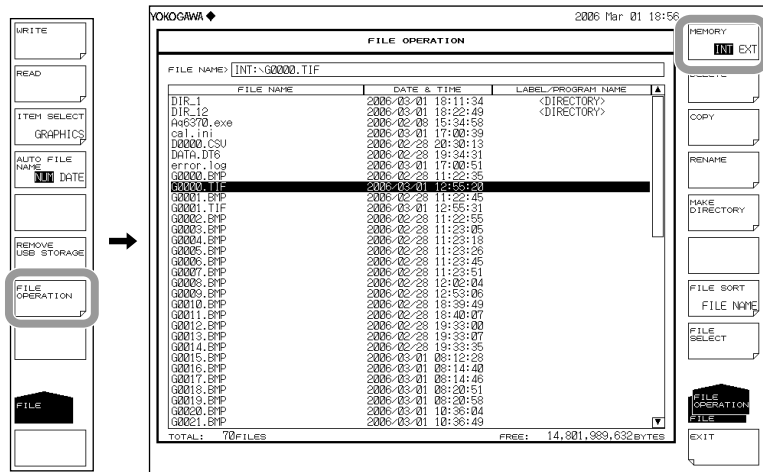 WRITE
READ
ITEM SELECT
GRAPHICS
AUTO FILE
NAME
NUM DATE
REMOVE
USB STORAGE
FILE
OPERATION
FILE
YOKOGAWA 2006 Mar 01 18:56
FILE OPERATION
FILE NAME> INT:\G0000.TIF
FILE NAME DATE & TIME LABEL/PROGRAM NAME
DIR_1 2006/03/01 18:11:34 <DIRECTORY>
DIR_12 2006/03/01 18:22:49 <DIRECTORY>
Aq6370.exe 2006/02/08 15:34:58
cal.ini 2006/03/01 17:00:39
D0000.CSV 2006/02/28 20:30:13
DATA.DT6 2006/02/28 19:34:31
error.log 2006/03/01 17:00:51
G0000.BMP 2006/02/28 11:22:35
G0000.TIF 2006/03/01 12:55:20
G0001.BMP 2006/02/28 11:22:45
G0001.TIF 2006/03/01 12:55:31
G0002.BMP 2006/02/28 11:22:55
G0003.BMP 2006/02/28 11:23:05
G0004.BMP 2006/02/28 11:23:18
G0005.BMP 2006/02/28 11:23:26
G0006.BMP 2006/02/28 11:23:45
G0007.BMP 2006/02/28 11:23:51
G0008.BMP 2006/02/28 12:02:04
G0009.BMP 2006/02/28 12:53:06
G0010.BMP 2006/02/28 18:39:49
G0011.BMP 2006/02/28 18:40:07
G0012.BMP 2006/02/28 19:33:00
G0013.BMP 2006/02/28 19:33:07
G0014.BMP 2006/02/28 19:33:35
G0015.BMP 2006/03/01 08:12:28
G0016.BMP 2006/03/01 08:14:40
G0017.BMP 2006/03/01 08:14:46
G0018.BMP 2006/03/01 08:20:51
G0019.BMP 2006/03/01 08:20:58
G0020.BMP 2006/03/01 10:36:04
G0021.BMP 2006/03/01 10:36:49
TOTAL: 70FILES FREE: 14,801,989,632BYTES
MEMORY
INT EXT
DELETE
COPY
RENAME
MAKE
DIRECTORY
FILE SORT
FILE NAME
FILE
SELECT
FILE
OPERATION
FILE
EXIT